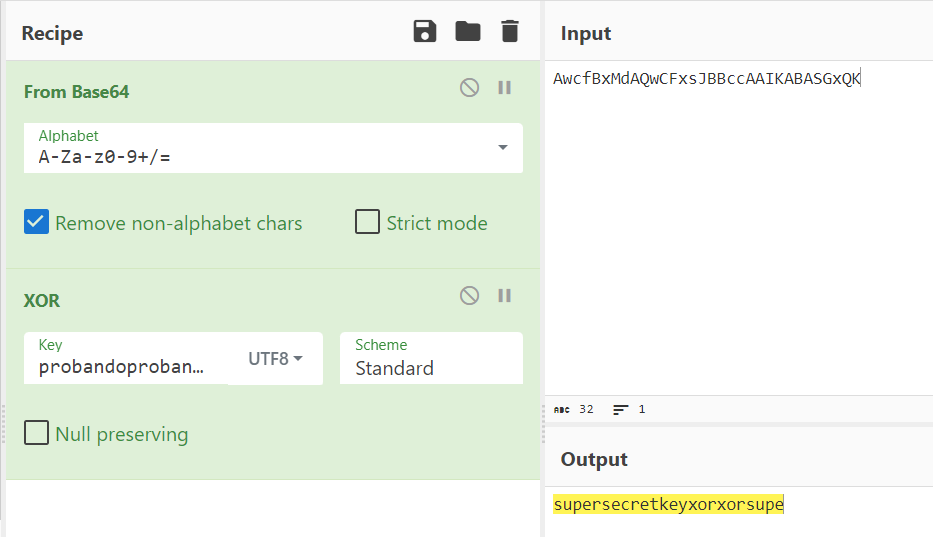 Recipe
From Base64
Alphabet
A-Za-z0-9+/=
Remove non-alphabet chars
Strict mode
XOR
Key
probandoproban…
UTF8
Scheme
Standard
Null preserving
Input
AwcfBxMdAQwCFxsJBBccAAIKABASGxQK
ABC 32
1
Output
supersecretkeyxorxorsupe